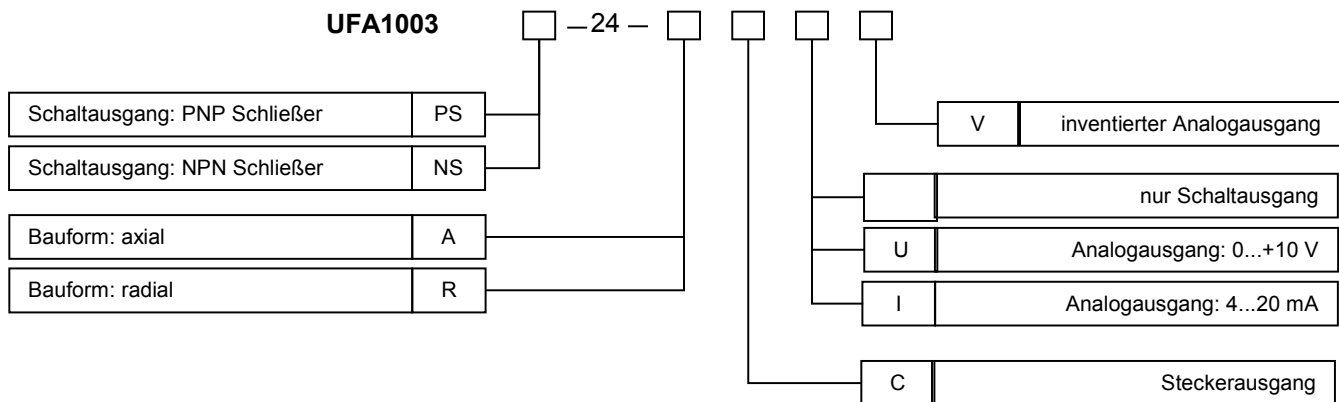 UFA1003 – 24 –
Schaltausgang: PNP Schließer PS
Schaltausgang: NPN Schließer NS
Bauform: axial A
Bauform: radial R
V inventierter Analogausgang
nur Schaltausgang
U Analogausgang: 0...+10 V
I Analogausgang: 4...20 mA
C Steckerausgang